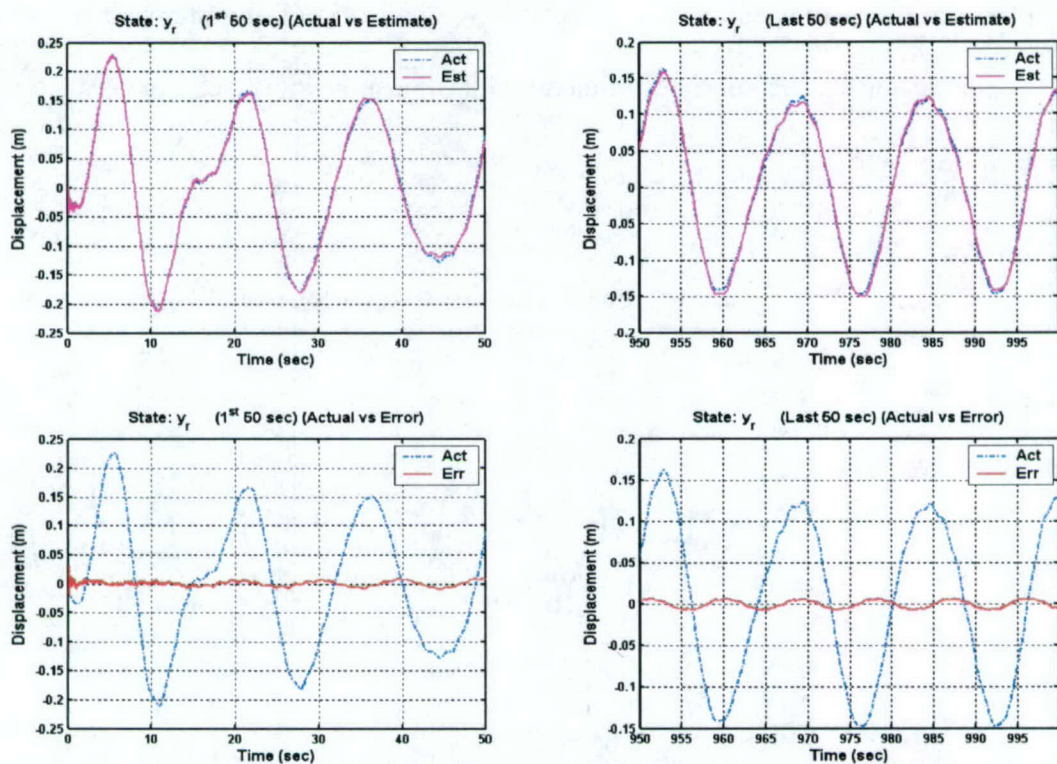 State: yr (1st 50 sec) (Actual vs Estimate)
0.25
0.2
0.15
0.1
0.05
0
-0.05
-0.1
-0.15
-0.2
-0.25
Displacement (m)
Act
Est
0 10 20 30 40 50
Time (sec)
State: yr (Last 50 sec) (Actual vs Estimate)
0.2
0.15
0.1
0.05
0
-0.05
-0.1
-0.15
-0.2
Displacement (m)
Act
Est
950 955 960 965 970 975 980 985 990 995
Time (sec)
State: yr (1st 50 sec) (Actual vs Error)
0.25
0.2
0.15
0.1
0.05
0
-0.05
-0.1
-0.15
-0.2
-0.25
Displacement (m)
Act
Err
0 10 20 30 40 50
Time (sec)
State: yr (Last 50 sec) (Actual vs Error)
0.2
0.15
0.1
0.05
0
-0.05
-0.1
-0.15
Displacement (m)
Act
Err
950 955 960 965 970 975 980 985 990 995
Time (sec)